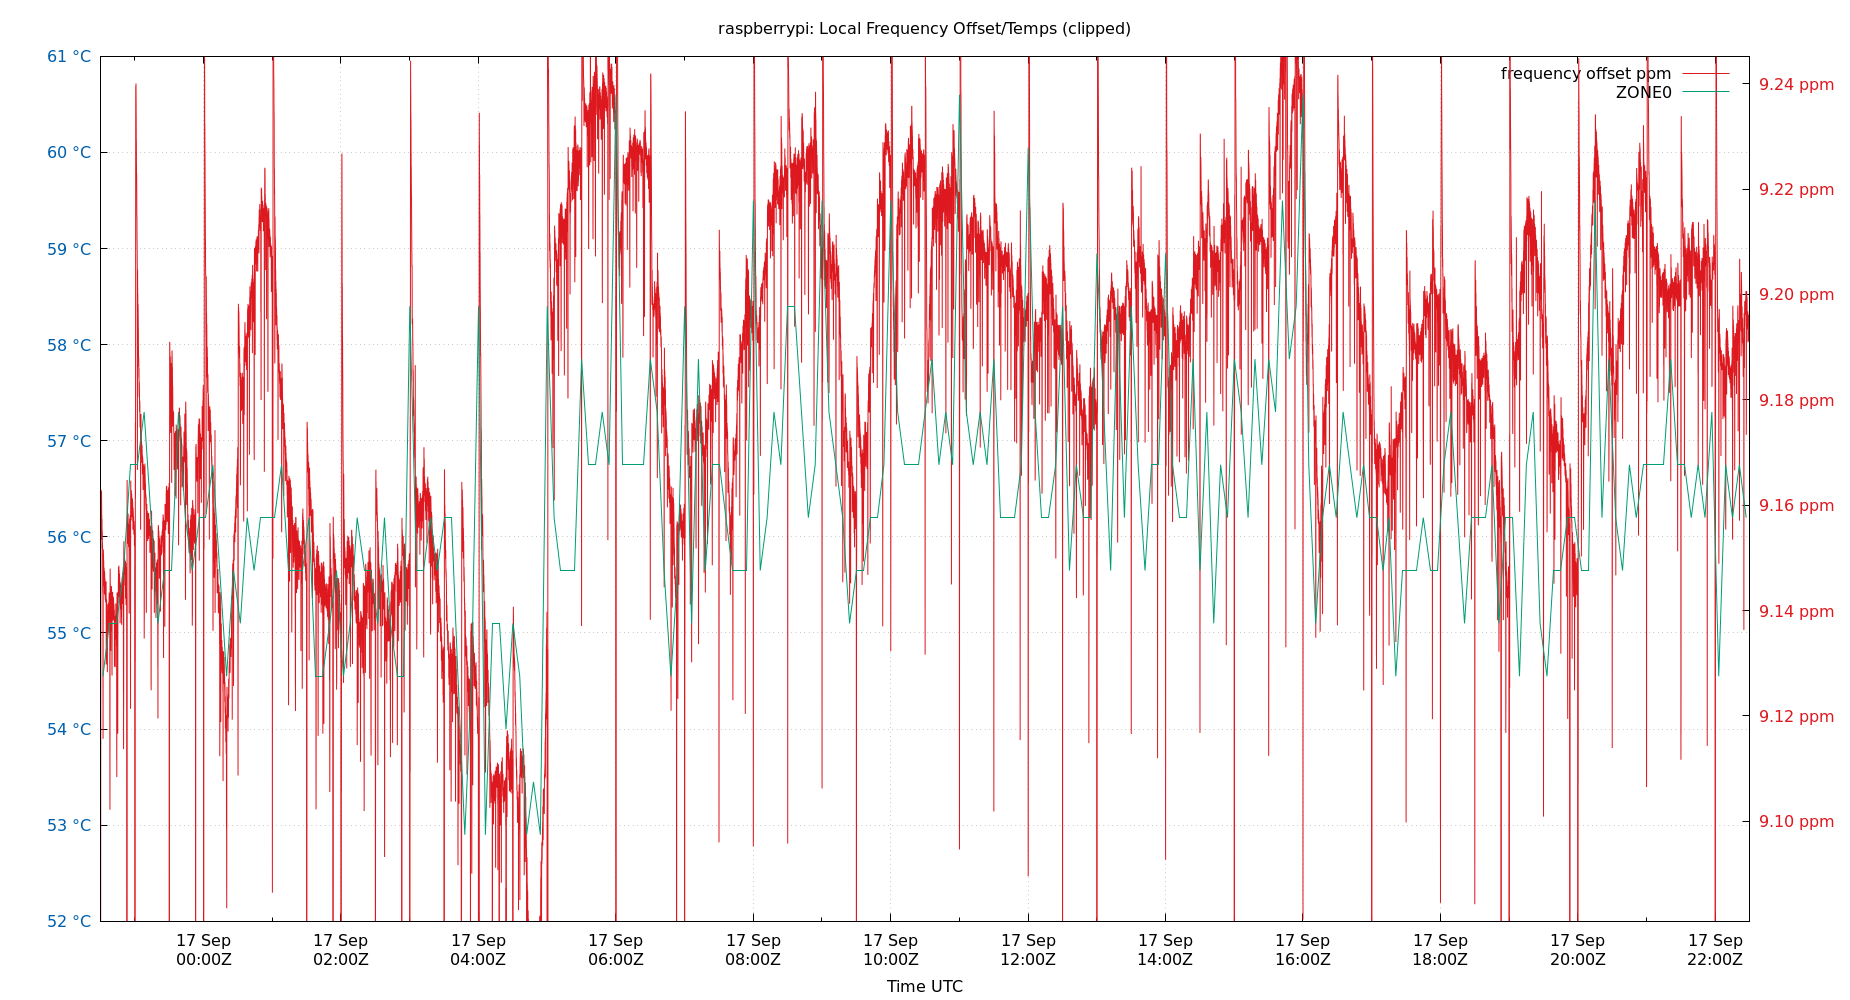 raspberrypi: Local Frequency Offset/Temps (clipped)
frequency offset ppm
ZONE0
61 °C
60 °C
59 °C
58 °C
57 °C
56 °C
55 °C
54 °C
53 °C
52 °C
9.24 ppm
9.22 ppm
9.20 ppm
9.18 ppm
9.16 ppm
9.14 ppm
9.12 ppm
9.10 ppm
17 Sep 17 Sep 17 Sep 17 Sep 17 Sep 17 Sep 17 Sep 17 Sep 17 Sep 17 Sep 17 Sep 17 Sep
00:00Z 02:00Z 04:00Z 06:00Z 08:00Z 10:00Z 12:00Z 14:00Z 16:00Z 18:00Z 20:00Z 22:00Z
Time UTC